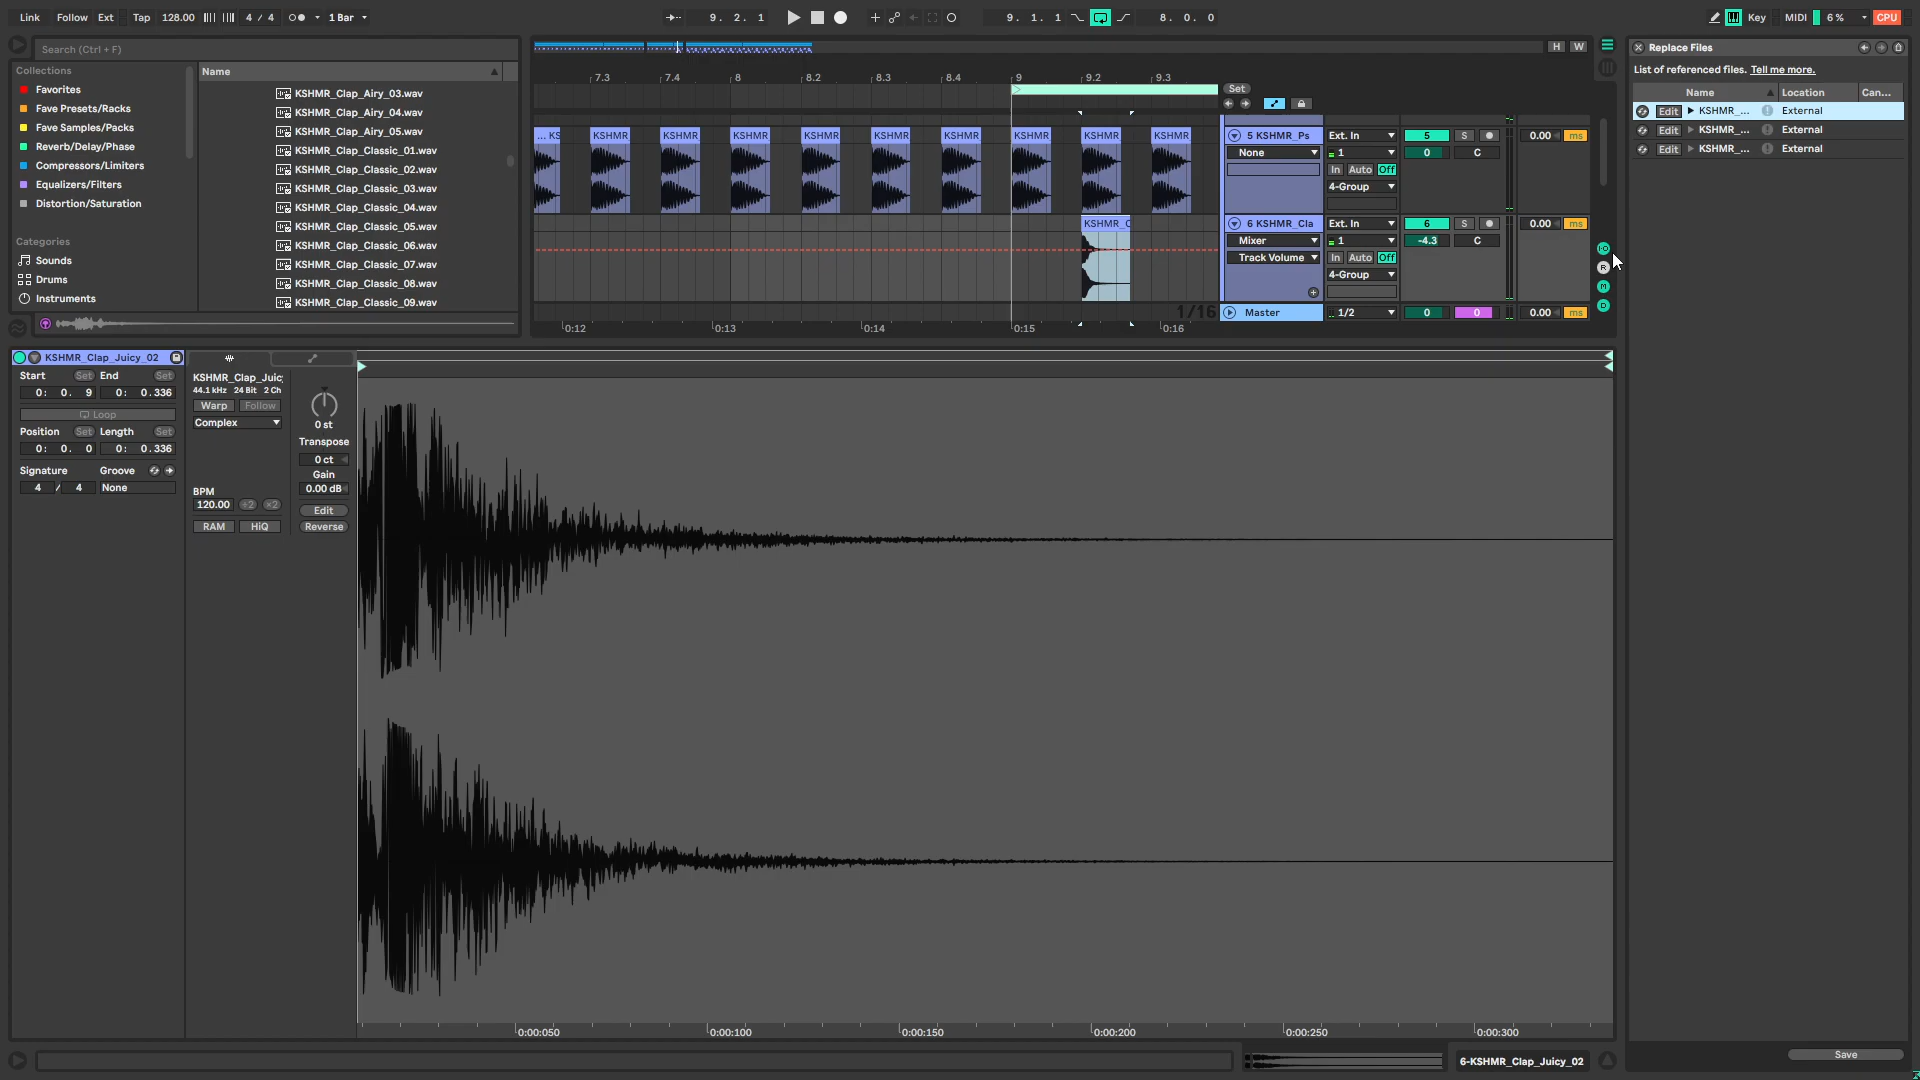 Link Follow Ext Tap 128.00 4 / 4 1 Bar 9. 2. 1 9. 1. 1 8. 0. 0 Key MIDI 6 % CPU
Search (Ctrl + F)
Collections
Favorites
Fave Presets/Racks
Fave Samples/Packs
Reverb/Delay/Phase
Compressors/Limiters
Equalizers/Filters
Distortion/Saturation
Categories
Sounds
Drums
Instruments
Name
KSHMR_Clap_Airy_03.wav
KSHMR_Clap_Airy_04.wav
KSHMR_Clap_Airy_05.wav
KSHMR_Clap_Classic_01.wav
KSHMR_Clap_Classic_02.wav
KSHMR_Clap_Classic_03.wav
KSHMR_Clap_Classic_04.wav
KSHMR_Clap_Classic_05.wav
KSHMR_Clap_Classic_06.wav
KSHMR_Clap_Classic_07.wav
KSHMR_Clap_Classic_08.wav
KSHMR_Clap_Classic_09.wav
H W
7.3 7.4 8 8.2 8.3 8.4 9 9.2 9.3
Set
... KS KSHMR KSHMR KSHMR KSHMR KSHMR KSHMR KSHMR KSHMR KSHMR
5 KSHMR_Ps Ext. In 5 S 0.00 ms
None 1 0 C
In Auto Off
4-Group
KSHMR_C
6 KSHMR_Cla Ext. In 6 S 0.00 ms
Mixer 1 -4.3 C
Track Volume In Auto Off
4-Group
1/16
Master 1/2 0 0 0.00 ms
0:12 0:13 0:14 0:15 0:16
I·O
R
M
D
Replace Files
List of referenced files. Tell me more.
Name Location Can...
Edit KSHMR_... External
Edit KSHMR_... External
Edit KSHMR_... External
Save
KSHMR_Clap_Juicy_02
Start Set End Set
0: 0. 9 0: 0.336
Loop
Position Set Length Set
0: 0. 0 0: 0.336
Signature Groove
4 / 4 None
KSHMR_Clap_Juic
44.1 kHz 24 Bit 2 Ch
Warp Follow
Complex
BPM
120.00 ÷2 ×2
RAM HiQ
0 st
Transpose
0 ct
Gain
0.00 dB
Edit
Reverse
0:00:050 0:00:100 0:00:150 0:00:200 0:00:250 0:00:300
6-KSHMR_Clap_Juicy_02